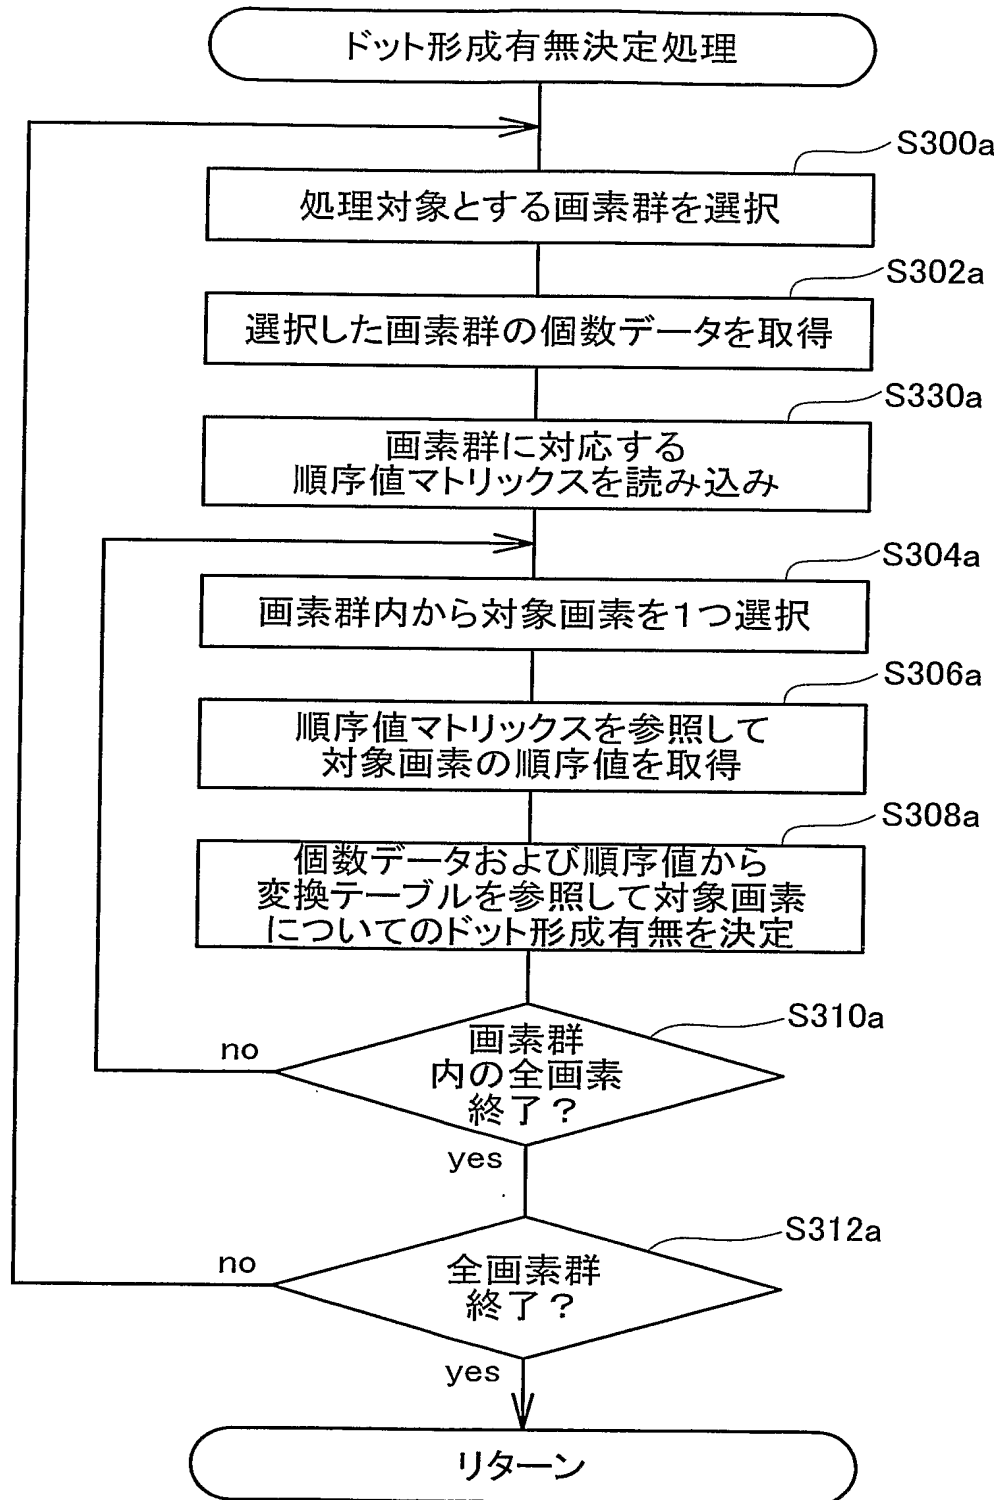 ドット形成有無決定処理
S300a
処理対象とする画素群を選択
S302a
選択した画素群の個数データを取得
S330a
画素群に対応する
順序値マトリックスを読み込み
S304a
画素群内から対象画素を1つ選択
S306a
順序値マトリックスを参照して
対象画素の順序値を取得
S308a
個数データおよび順序値から
変換テーブルを参照して対象画素
についてのドット形成有無を決定
S310a
画素群
内の全画素
終了?
no
yes
S312a
全画素群
終了?
no
yes
リターン